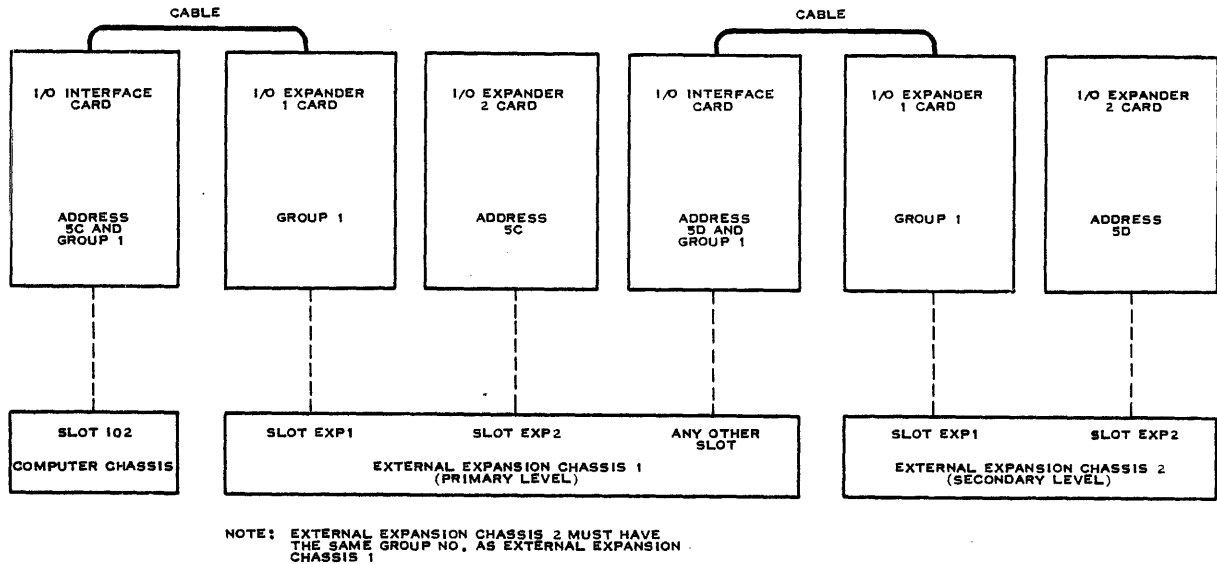 CABLE
CABLE
I/O INTERFACE
CARD
ADDRESS
5C AND
GROUP 1
I/O EXPANDER
1 CARD
GROUP 1
I/O EXPANDER
2 CARD
ADDRESS
5C
I/O INTERFACE
CARD
ADDRESS
5D AND
GROUP 1
I/O EXPANDER
1 CARD
GROUP 1
I/O EXPANDER
2 CARD
ADDRESS
5D
SLOT IO2
COMPUTER CHASSIS
SLOT EXP1
SLOT EXP2
ANY OTHER
SLOT
EXTERNAL EXPANSION CHASSIS 1
(PRIMARY LEVEL)
SLOT EXP1
SLOT EXP2
EXTERNAL EXPANSION CHASSIS 2
(SECONDARY LEVEL)
NOTE: EXTERNAL EXPANSION CHASSIS 2 MUST HAVE
THE SAME GROUP NO. AS EXTERNAL EXPANSION
CHASSIS 1